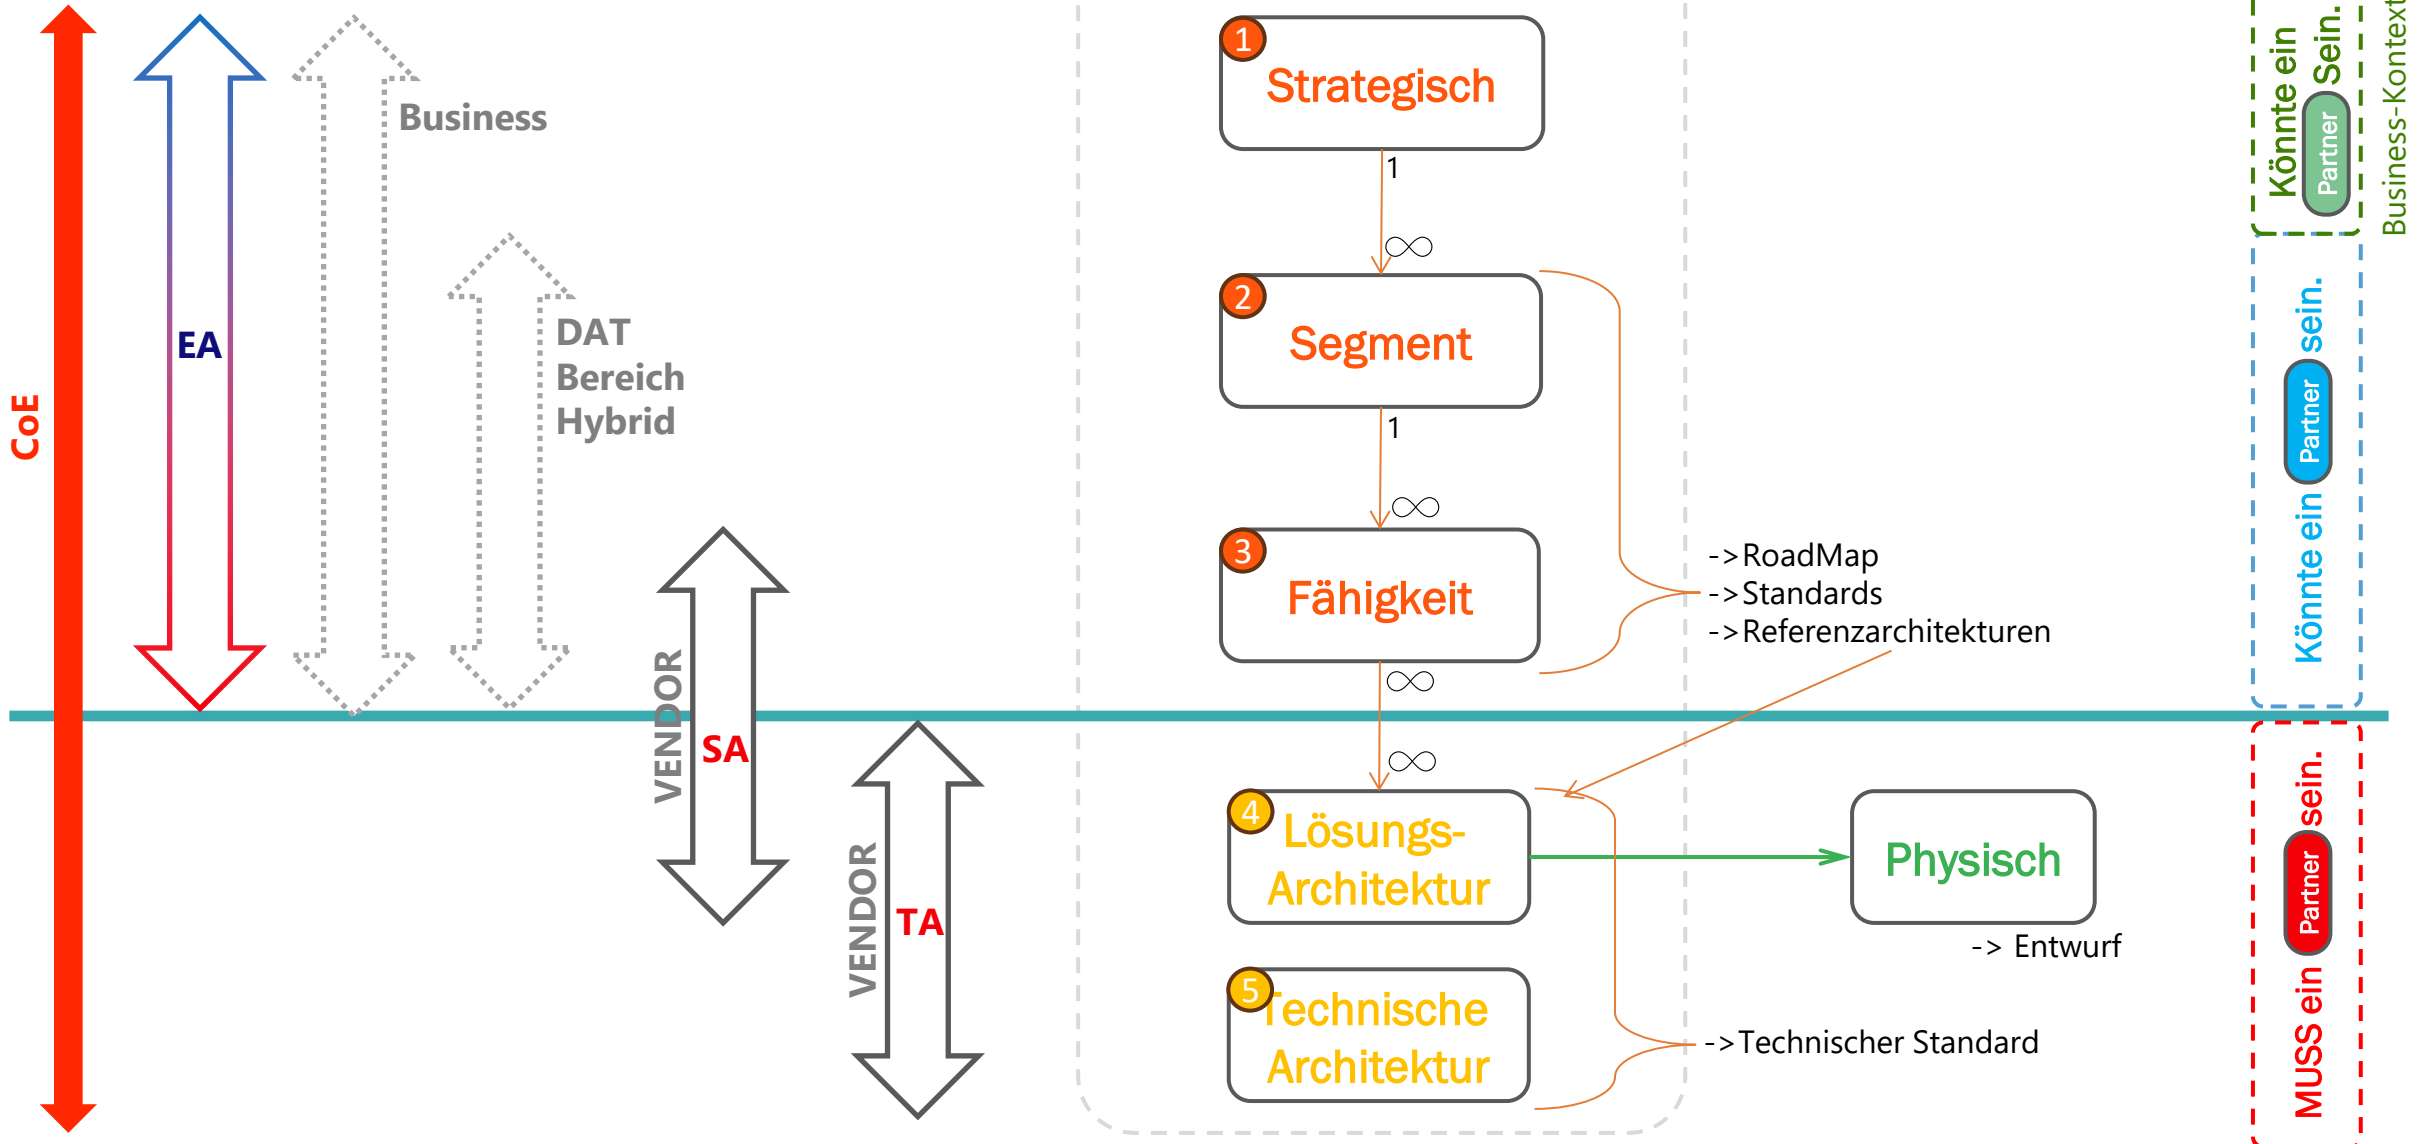 CoE
EA
Business
DAT
Bereich
Hybrid
VENDOR
SA
VENDOR
TA
1
Strategisch
1
∞
2
Segment
1
∞
3
Fähigkeit
∞
∞
->RoadMap
->Standards
->Referenzarchitekturen
4
Lösungs-
Architektur
Physisch
-> Entwurf
5
Technische
Architektur
->Technischer Standard
Könnte ein
Partner Sein.
Business-Kontext
Könnte ein Partner sein.
MUSS ein Partner sein.